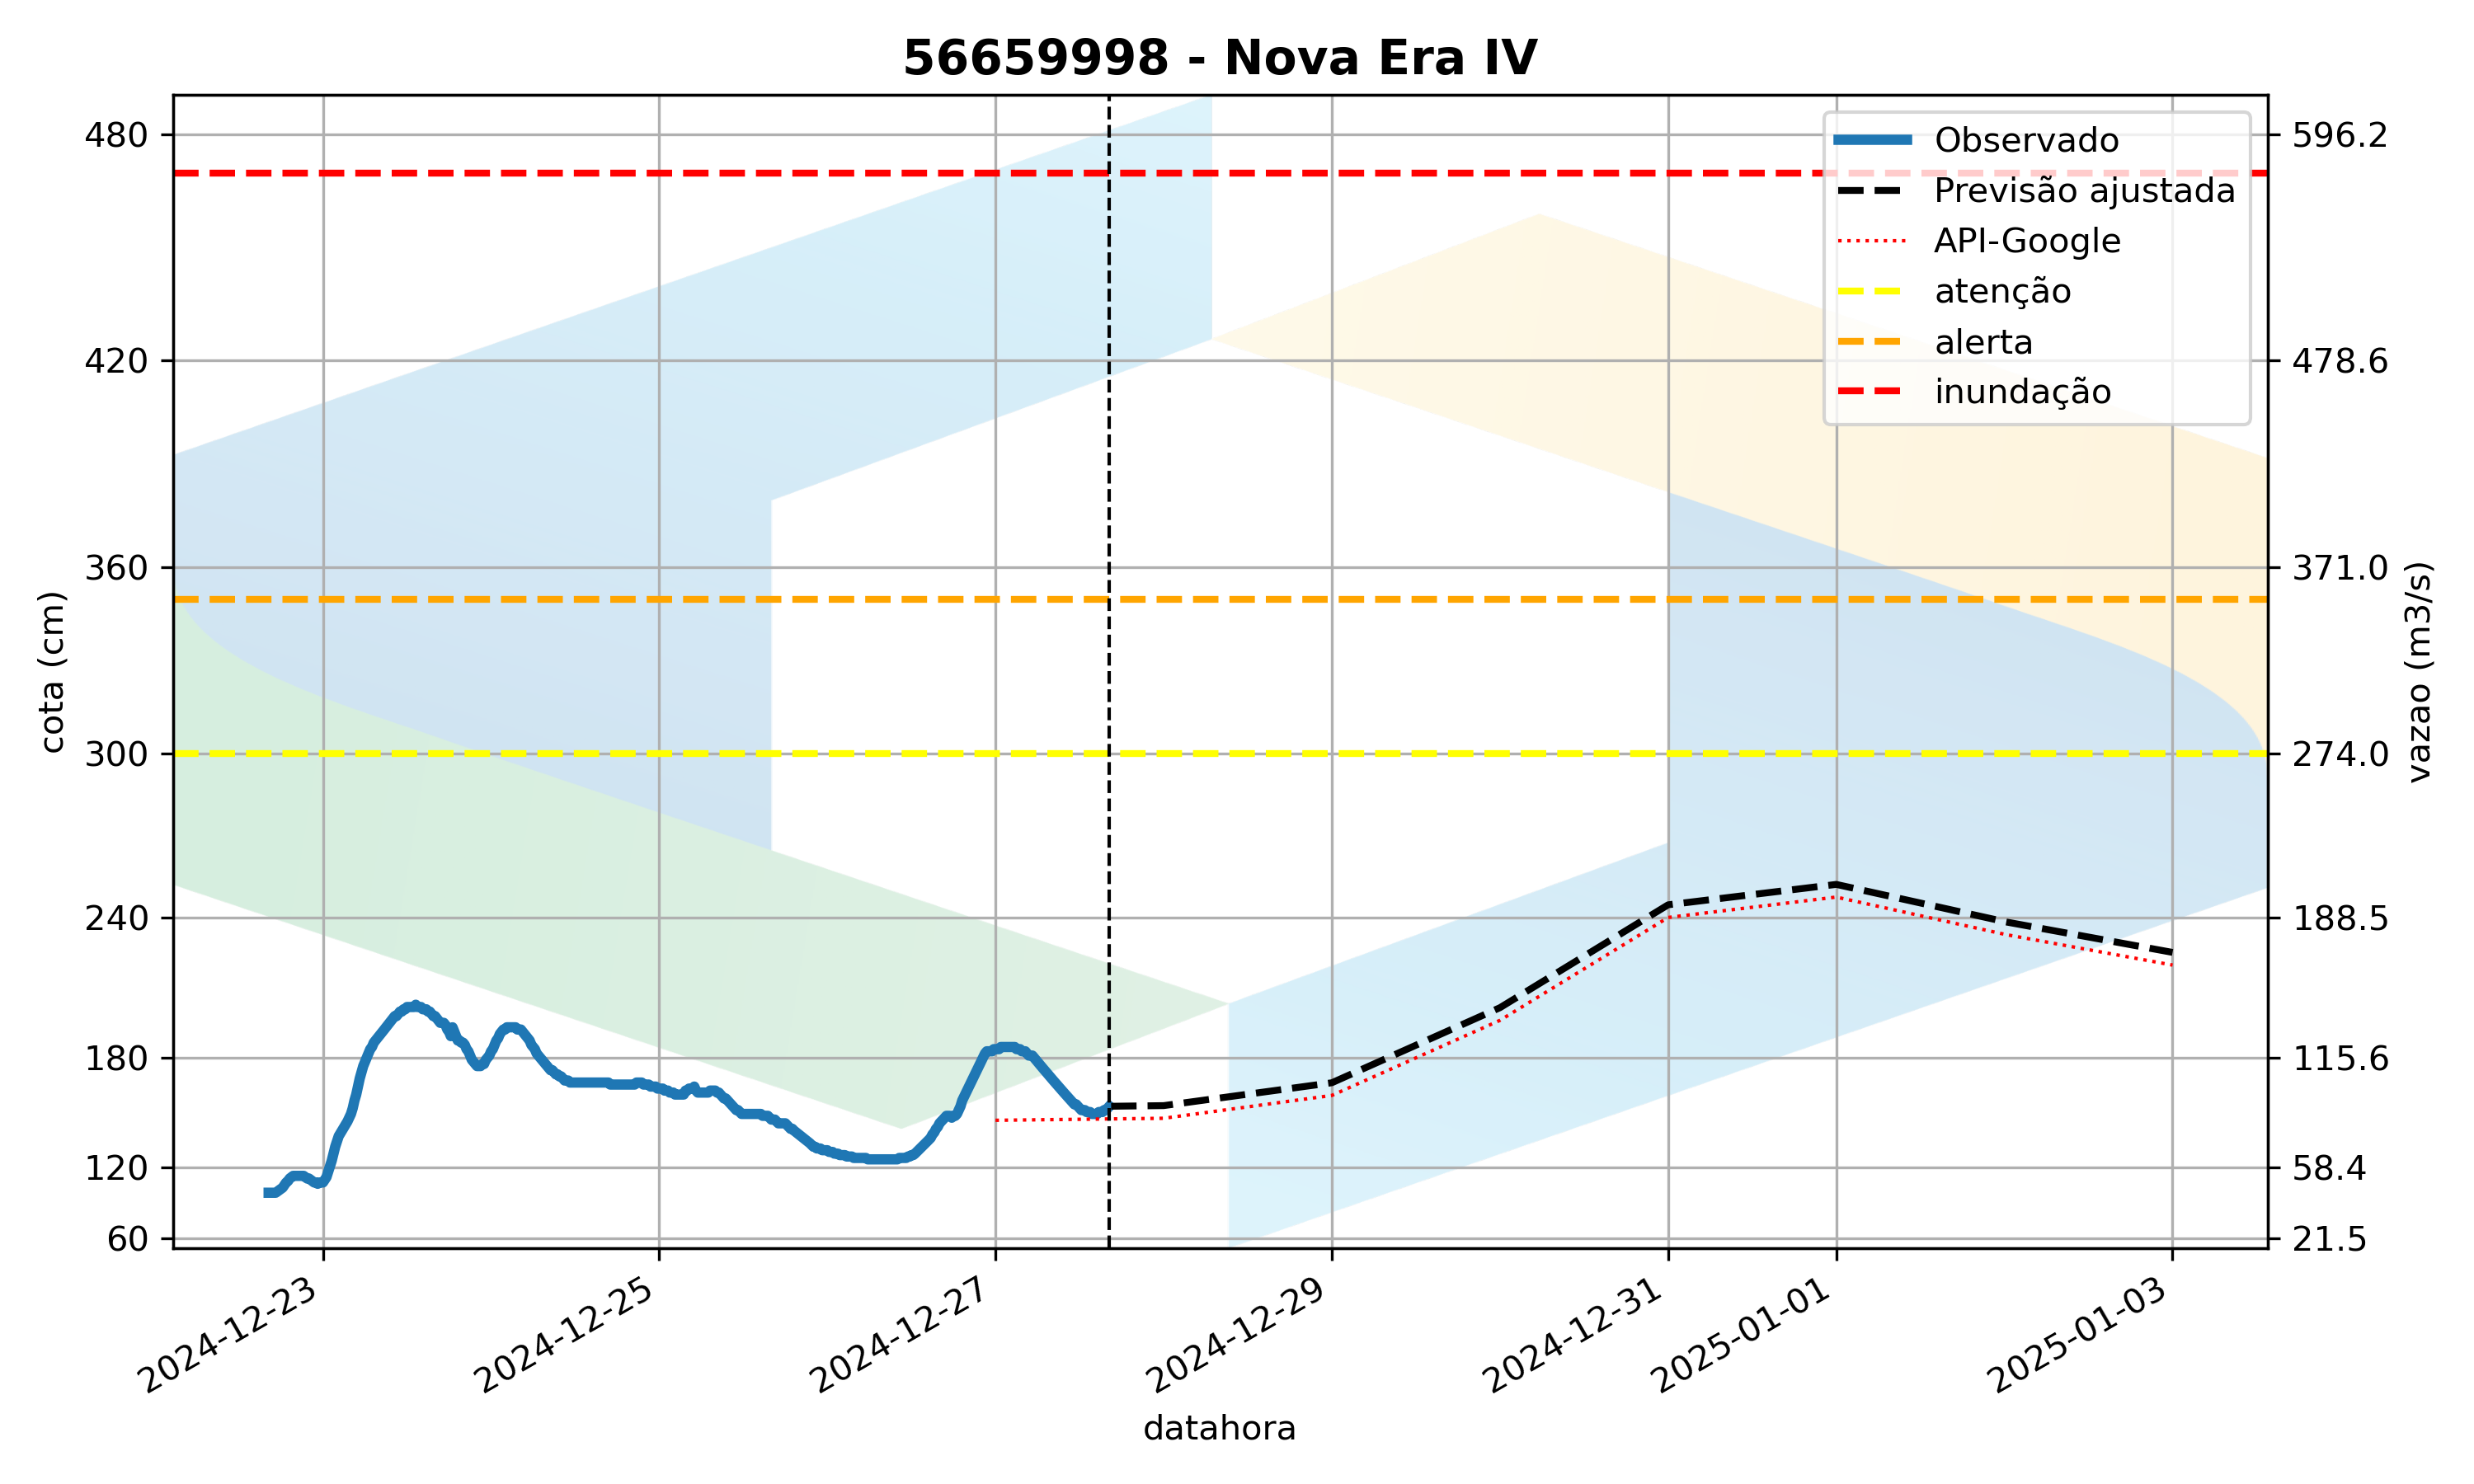 56659998 - Nova Era IV
480
420
360
300
240
180
120
60
cota (cm)
596.2
478.6
371.0
274.0
188.5
115.6
58.4
21.5
vazao (m3/s)
Observado
Previsão ajustada
API-Google
atenção
alerta
inundação
2024-12-23
2024-12-25
2024-12-27
2024-12-29
2024-12-31
2025-01-01
2025-01-03
datahora